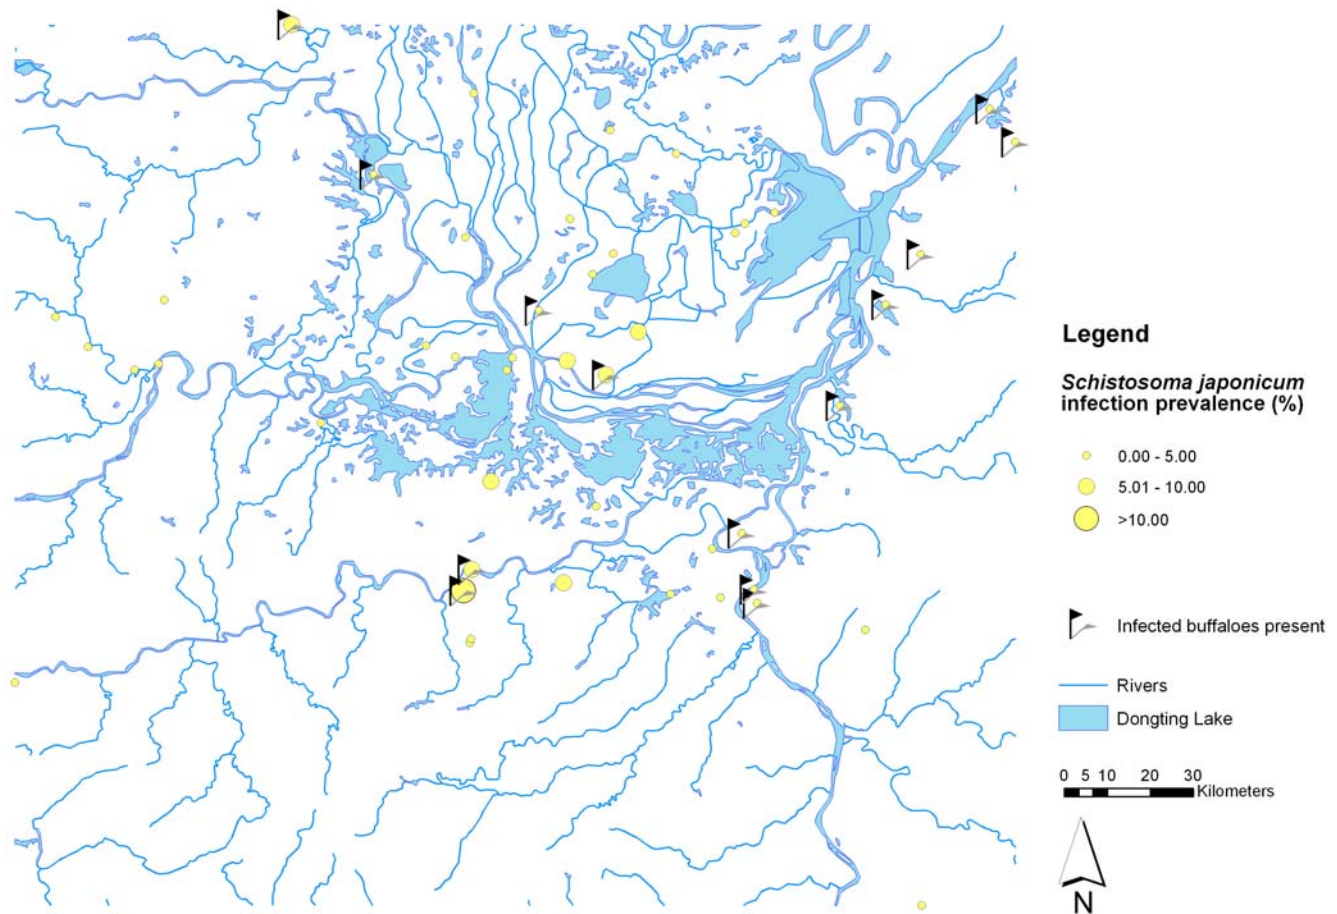 Legend
Schistosoma japonicum
infection prevalence (%)
0.00 - 5.00
5.01 - 10.00
>10.00
Infected buffaloes present
Rivers
Dongting Lake
0 5 10 20 30
Kilometers
N